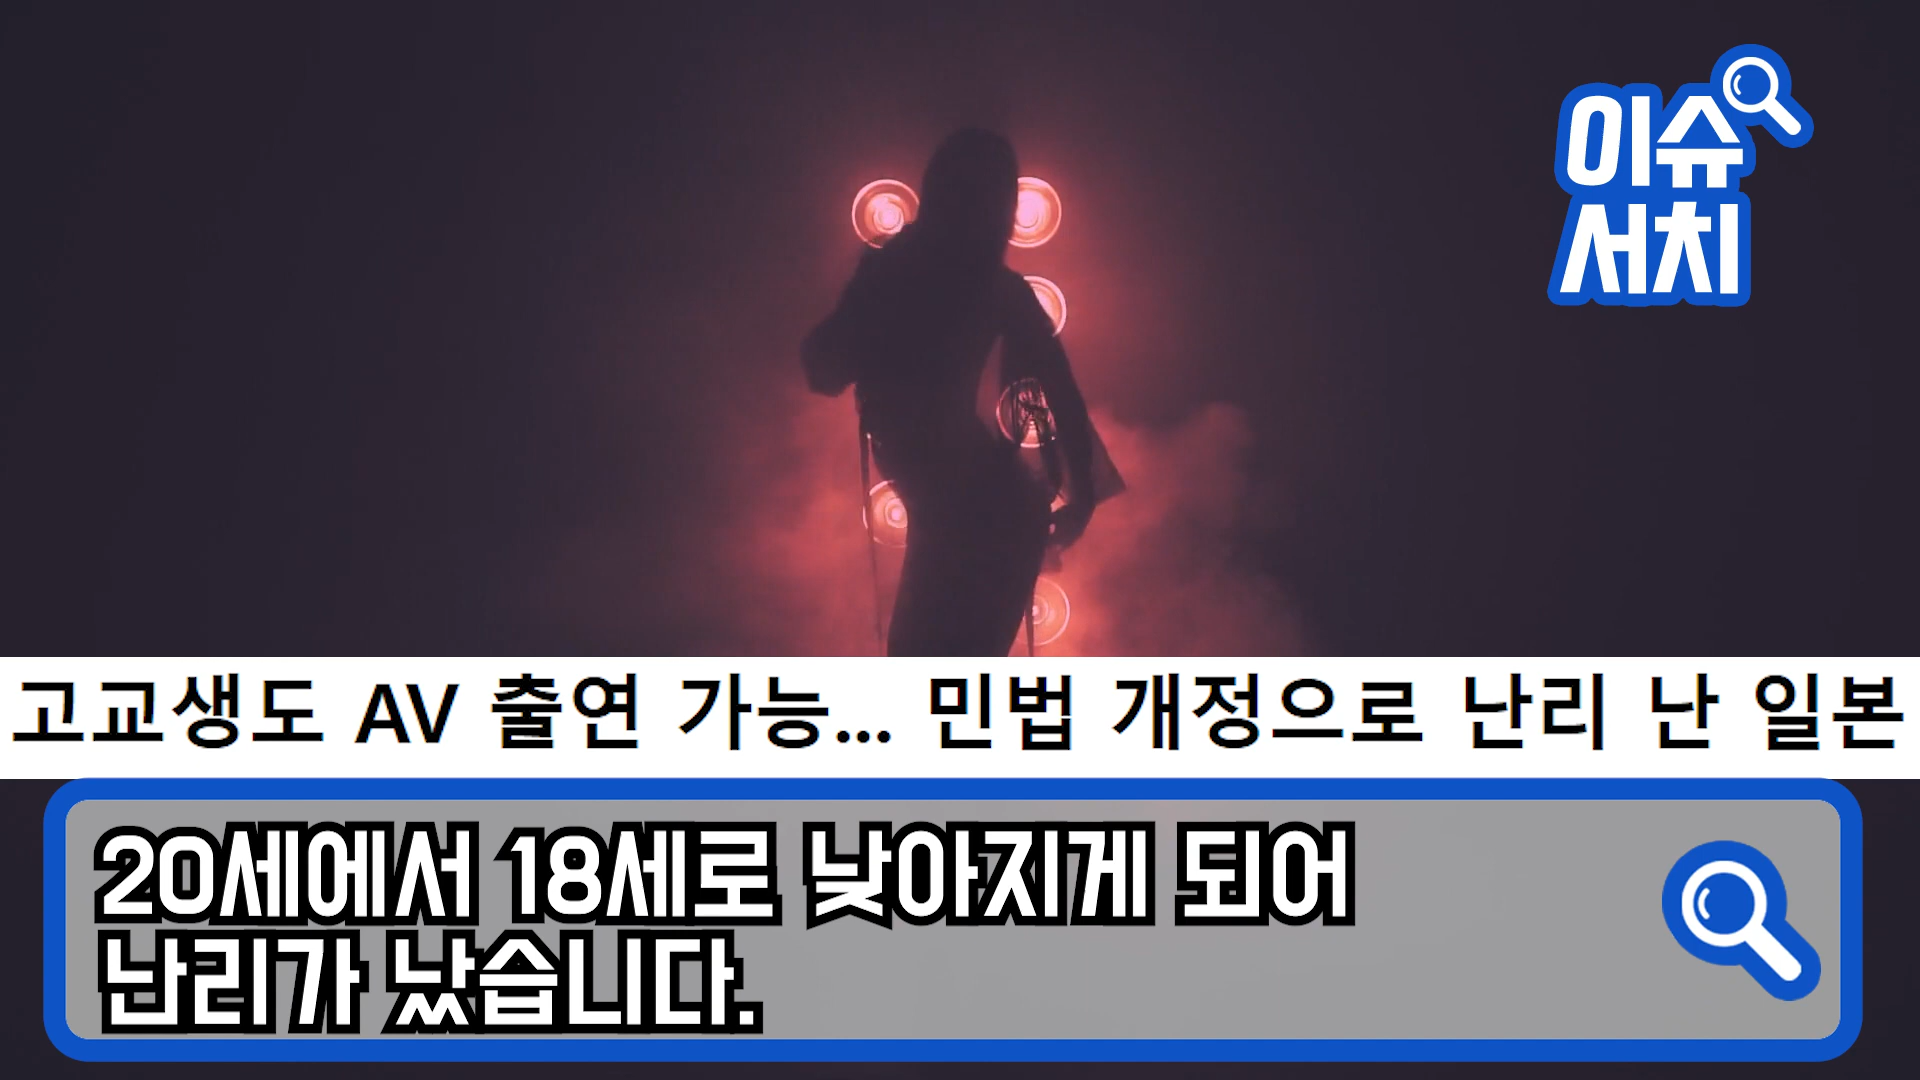 이슈
서치
고교생도 AV 출연 가능... 민법 개정으로 난리 난 일본
20세에서 18세로 낮아지게 되어
난리가 났습니다.